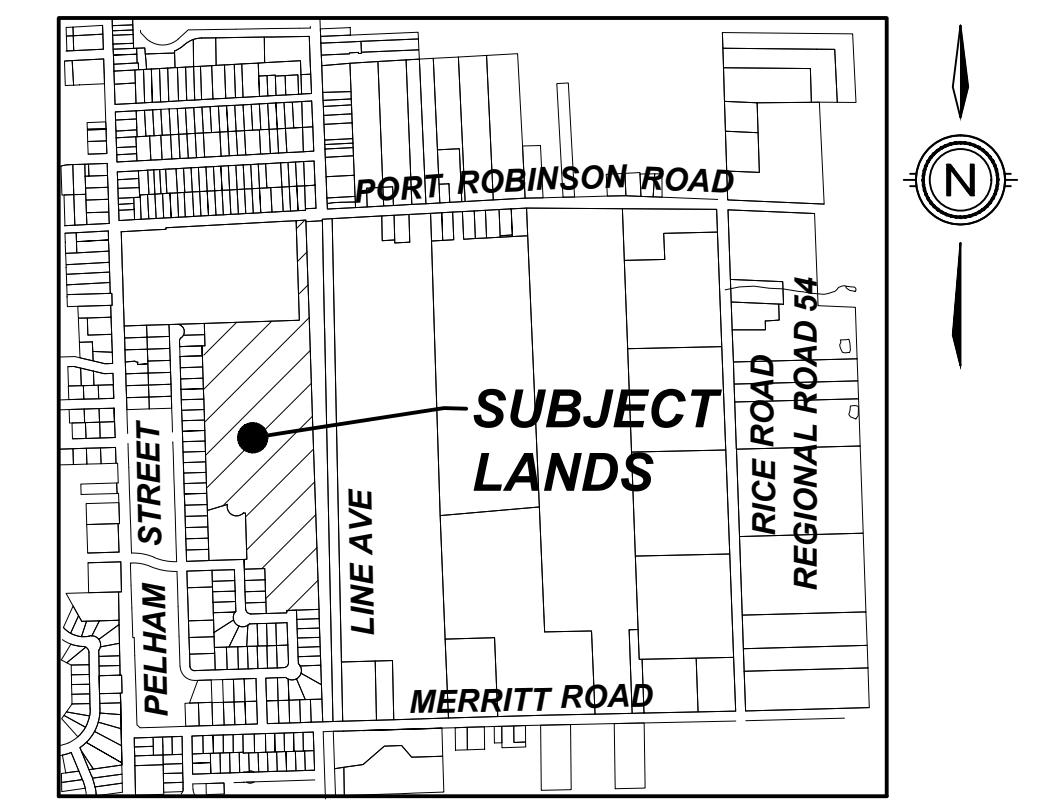 PORT ROBINSON ROAD
N
SUBJECT
LANDS
PELHAM STREET
LINE AVE
RICE ROAD
REGIONAL ROAD 54
MERRITT ROAD